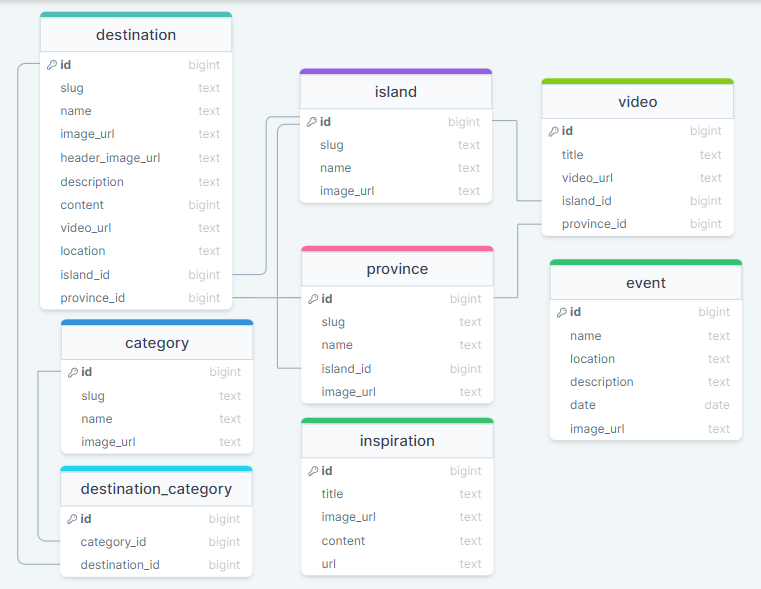 destination
id bigint
slug text
name text
image_url text
header_image_url text
description text
content bigint
video_url text
location text
island_id bigint
province_id bigint
category
id bigint
slug text
name text
image_url text
destination_category
id bigint
category_id bigint
destination_id bigint
island
id bigint
slug text
name text
image_url text
province
id bigint
slug text
name text
island_id bigint
image_url text
inspiration
id bigint
title text
image_url text
content text
url text
video
id bigint
title text
video_url text
island_id bigint
province_id bigint
event
id bigint
name text
location text
description text
date date
image_url text